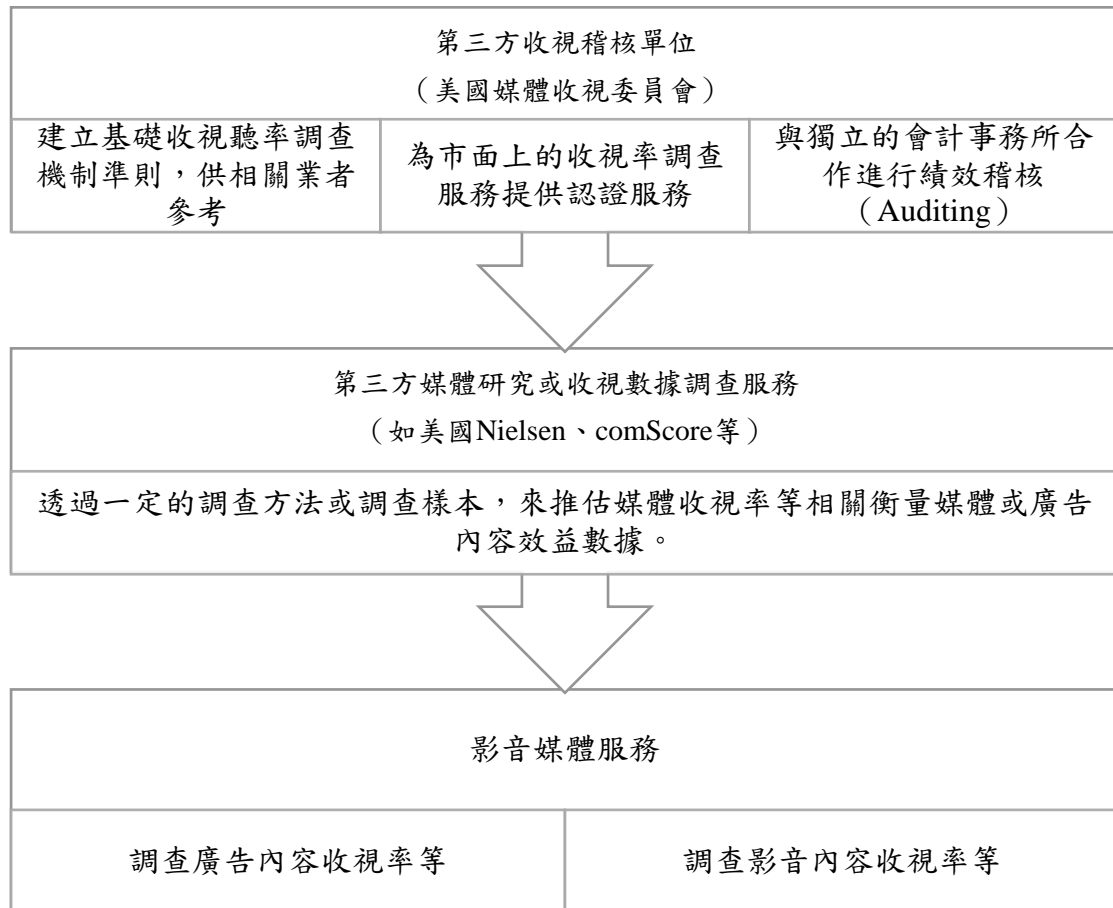 第三方收視稽核單位
（美國媒體收視委員會）
建立基礎收視聽率調查
機制準則，供相關業者
參考
為市面上的收視率調查
服務提供認證服務
與獨立的會計事務所合
作進行績效稽核
（Auditing）
第三方媒體研究或收視數據調查服務
（如美國Nielsen、comScore等）
透過一定的調查方法或調查樣本，來推估媒體收視率等相關衡量媒體或廣告
內容效益數據。
影音媒體服務
調查廣告內容收視率等
調查影音內容收視率等